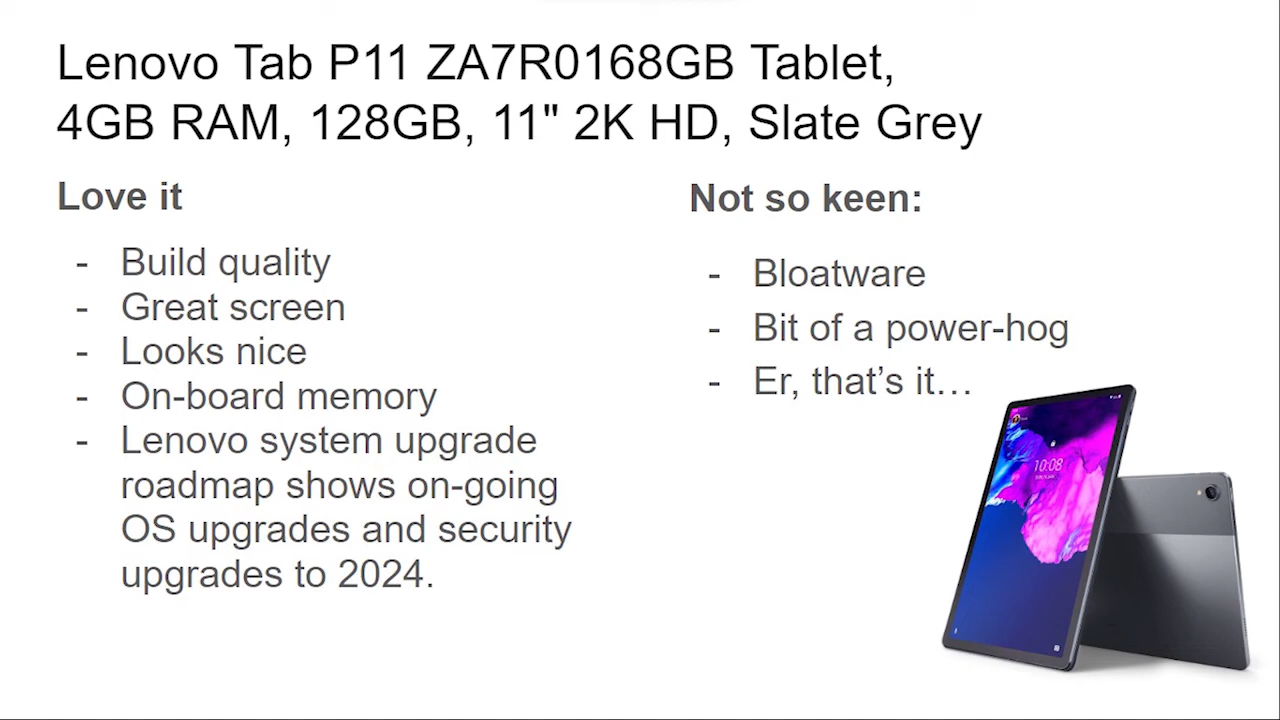 Lenovo Tab P11 ZA7R0168GB Tablet,
4GB RAM, 128GB, 11" 2K HD, Slate Grey
Love it
- Build quality
- Great screen
- Looks nice
- On-board memory
- Lenovo system upgrade
roadmap shows on-going
OS upgrades and security
upgrades to 2024.
Not so keen:
- Bloatware
- Bit of a power-hog
- Er, that’s it…
10:08